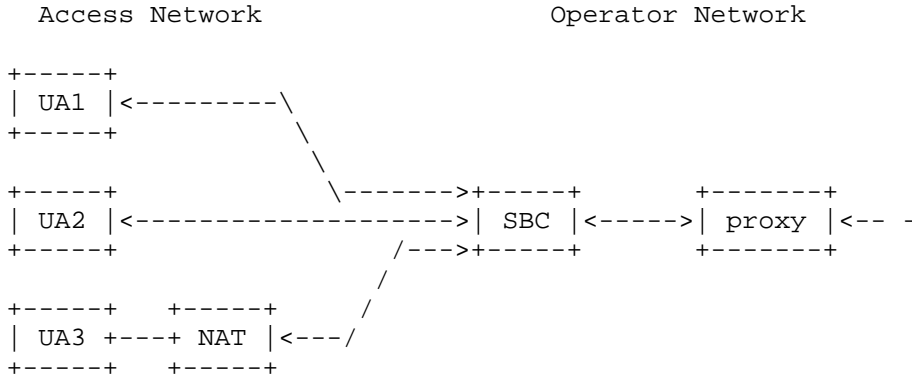 Access Network Operator Network
UA1
UA2 SBC proxy
UA3 NAT